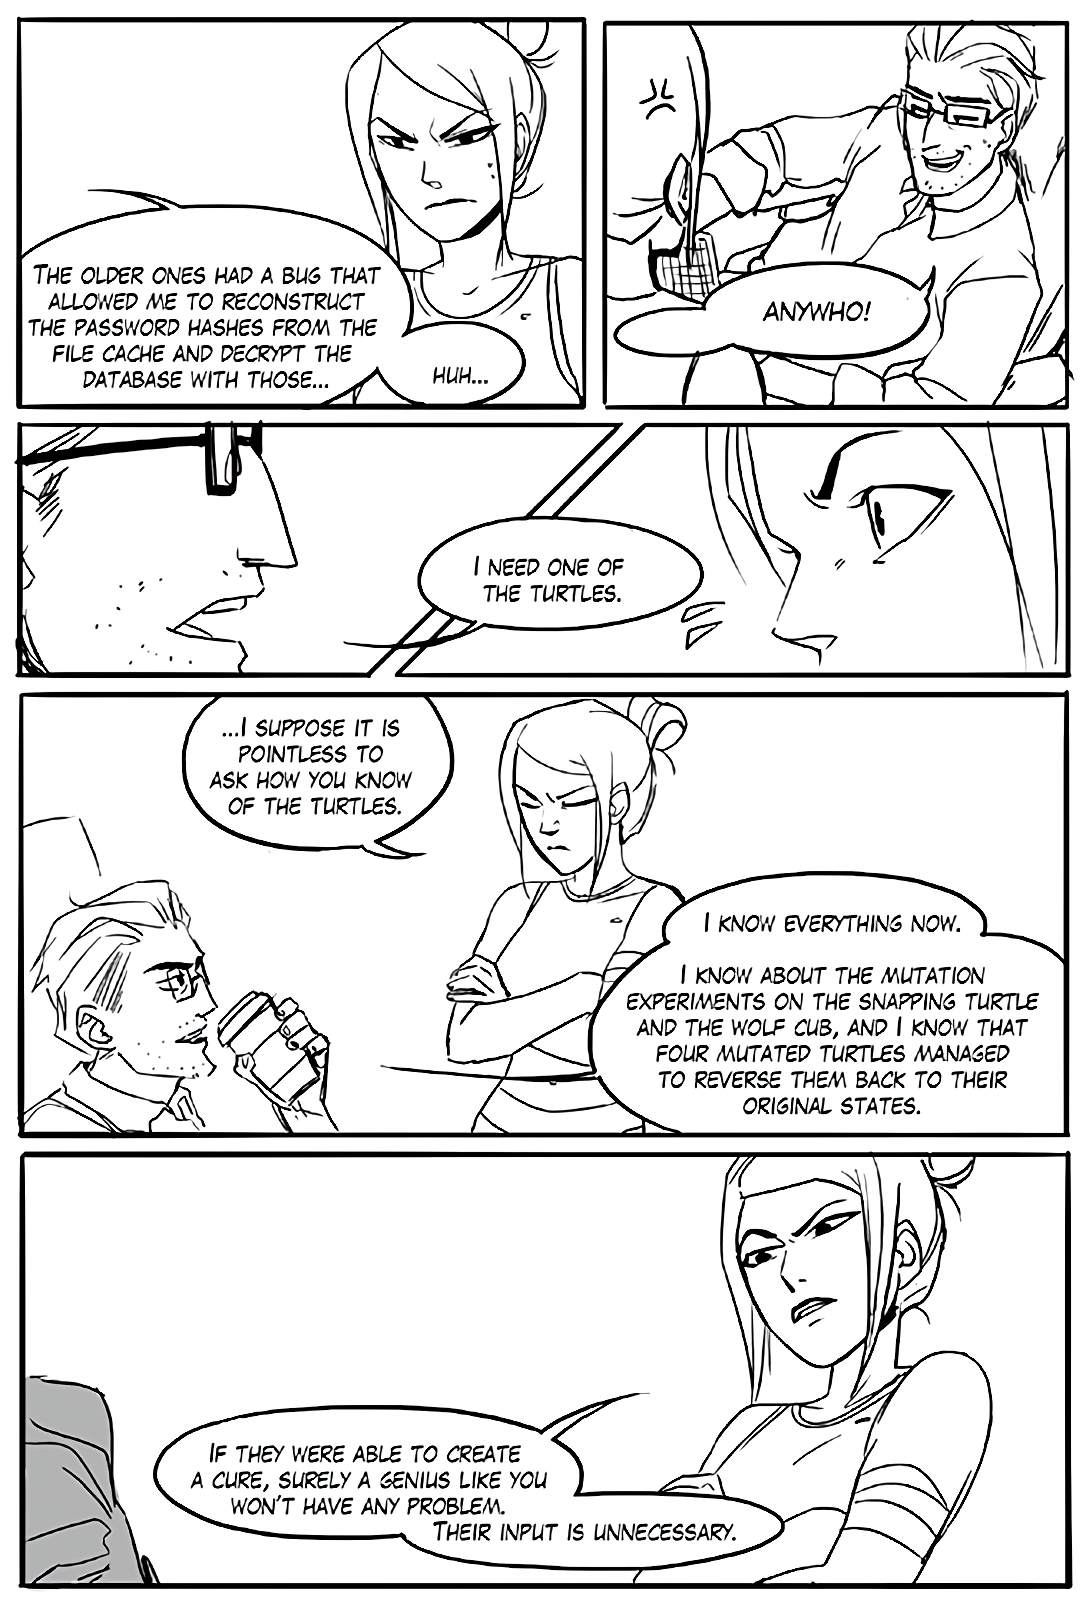 The older ones had a bug that
allowed me to reconstruct
the password hashes from the
file cache and decrypt the
database with those...
huh...
Anywho!
I need one of
the turtles.
...I suppose it is
pointless to
ask how you know
of the turtles.
I know everything now.
I know about the mutation
experiments on the snapping turtle
and the wolf cub, and I know that
four mutated turtles managed
to reverse them back to their
original states.
If they were able to create
a cure, surely a genius like you
won't have any problem.
Their input is unnecessary.